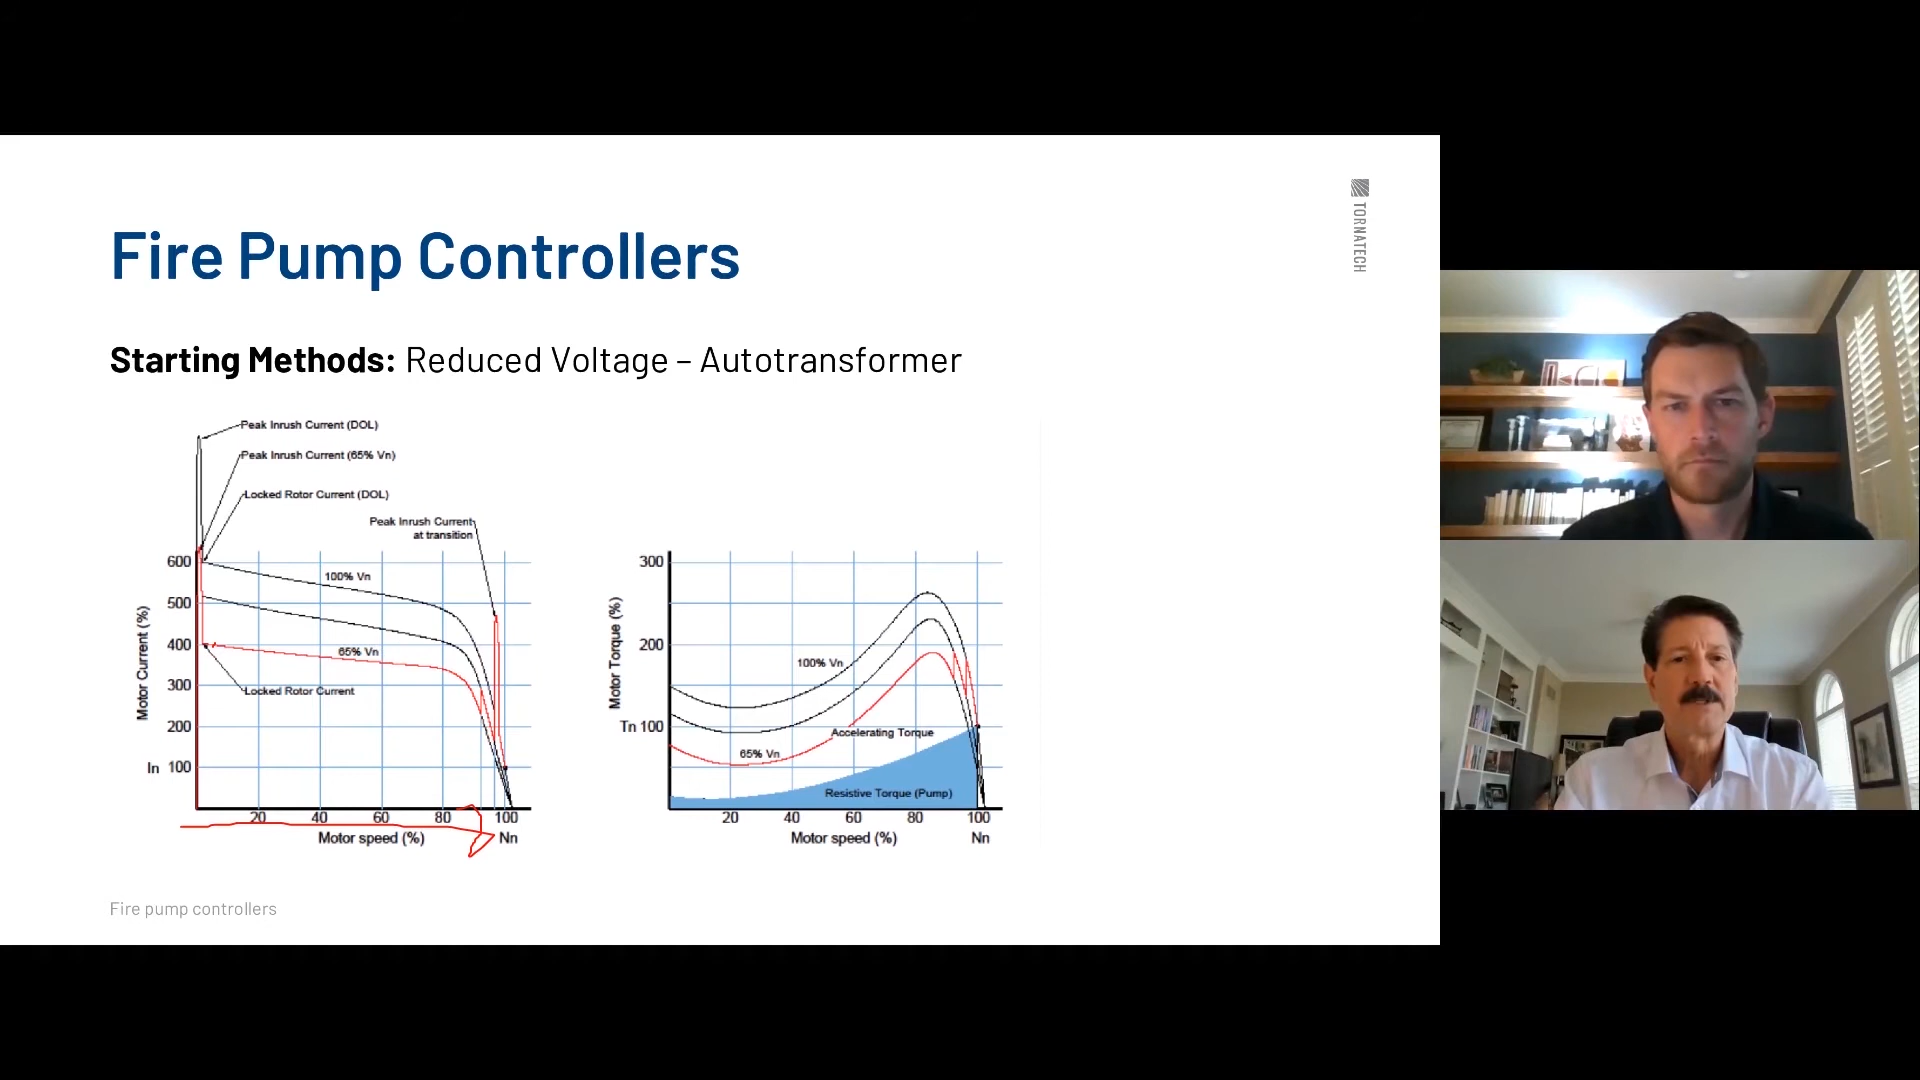 TORNATECH
Fire Pump Controllers
Starting Methods: Reduced Voltage – Autotransformer
Peak Inrush Current (DOL)
Peak Inrush Current (65% Vn)
Locked Rotor Current (DOL)
Peak Inrush Current
at transition
600
500
400
300
200
In 100
Motor Current (%)
100% Vn
65% Vn
Locked Rotor Current
20 40 60 80 100
Motor speed (%) Nn
300
200
Tn 100
Motor Torque (%)
100% Vn
Accelerating Torque
65% Vn
Resistive Torque (Pump)
20 40 60 80 100
Motor speed (%) Nn
Fire pump controllers